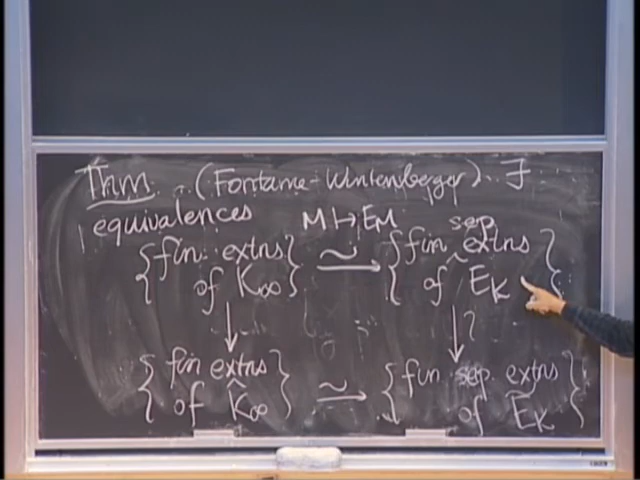 Thm. (Fontaine-Wintenberger). ∃
equivalences M ↦ E_M sep
{fin. extns of K∞} ⥲ {fin. ^ extns of E_K}
↓ ↓ ?
{fin extns of K̂∞} ⥲ {fin sep. extns of Ê_K}